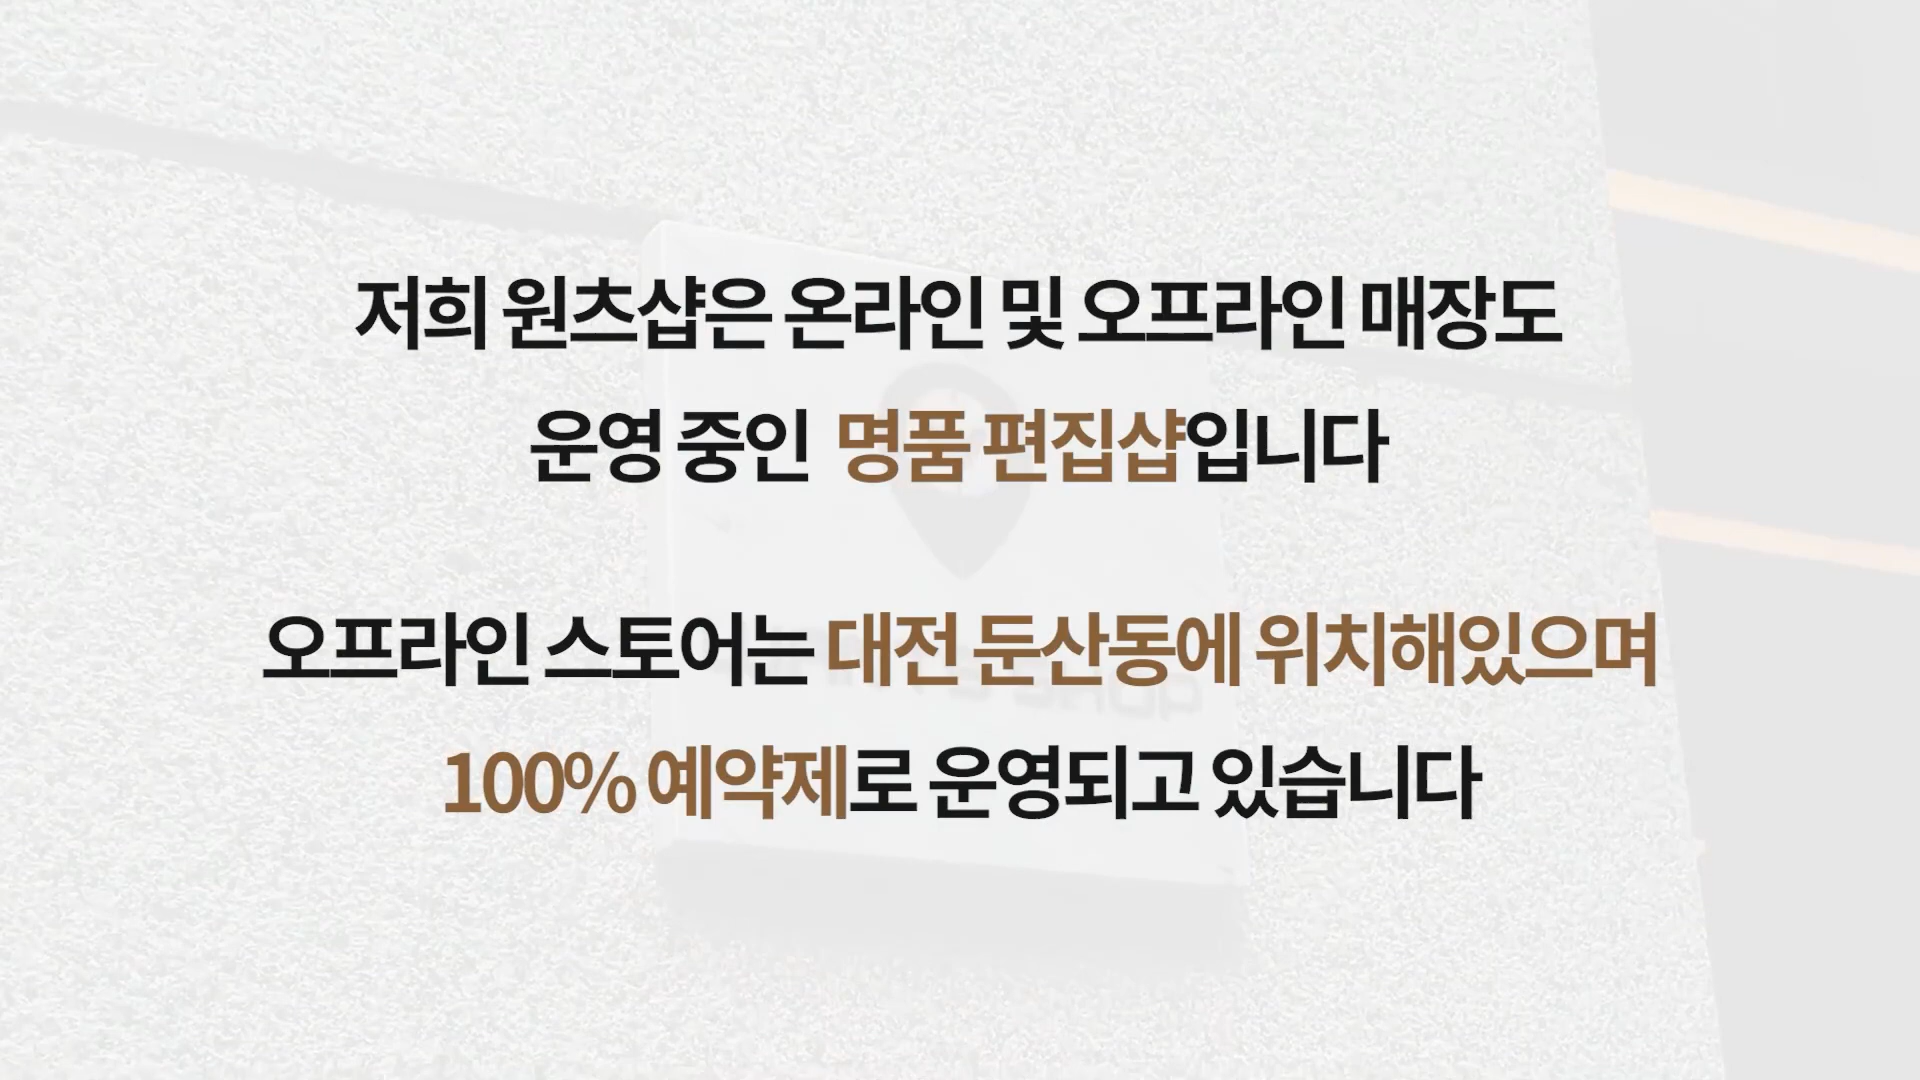 저희 원츠샵은 온라인 및 오프라인 매장도
운영 중인 명품 편집샵입니다
오프라인 스토어는 대전 둔산동에 위치해있으며
100% 예약제로 운영되고 있습니다